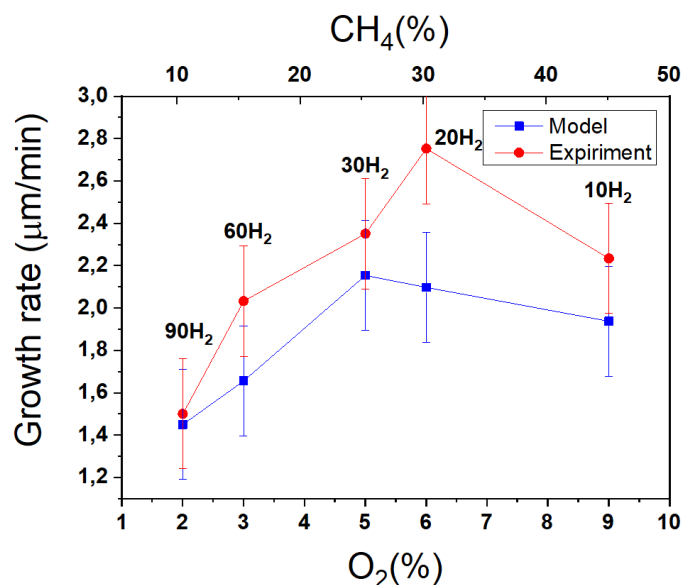 CH₄(%)
0 10 20 30 40 50
3,0
2,8
2,6
2,4
2,2
2,0
1,8
1,6
1,4
1,2
Growth rate (μm/min)
Model
Expiriment
90H₂
60H₂
30H₂
20H₂
10H₂
1 2 3 4 5 6 7 8 9 10
O₂(%)